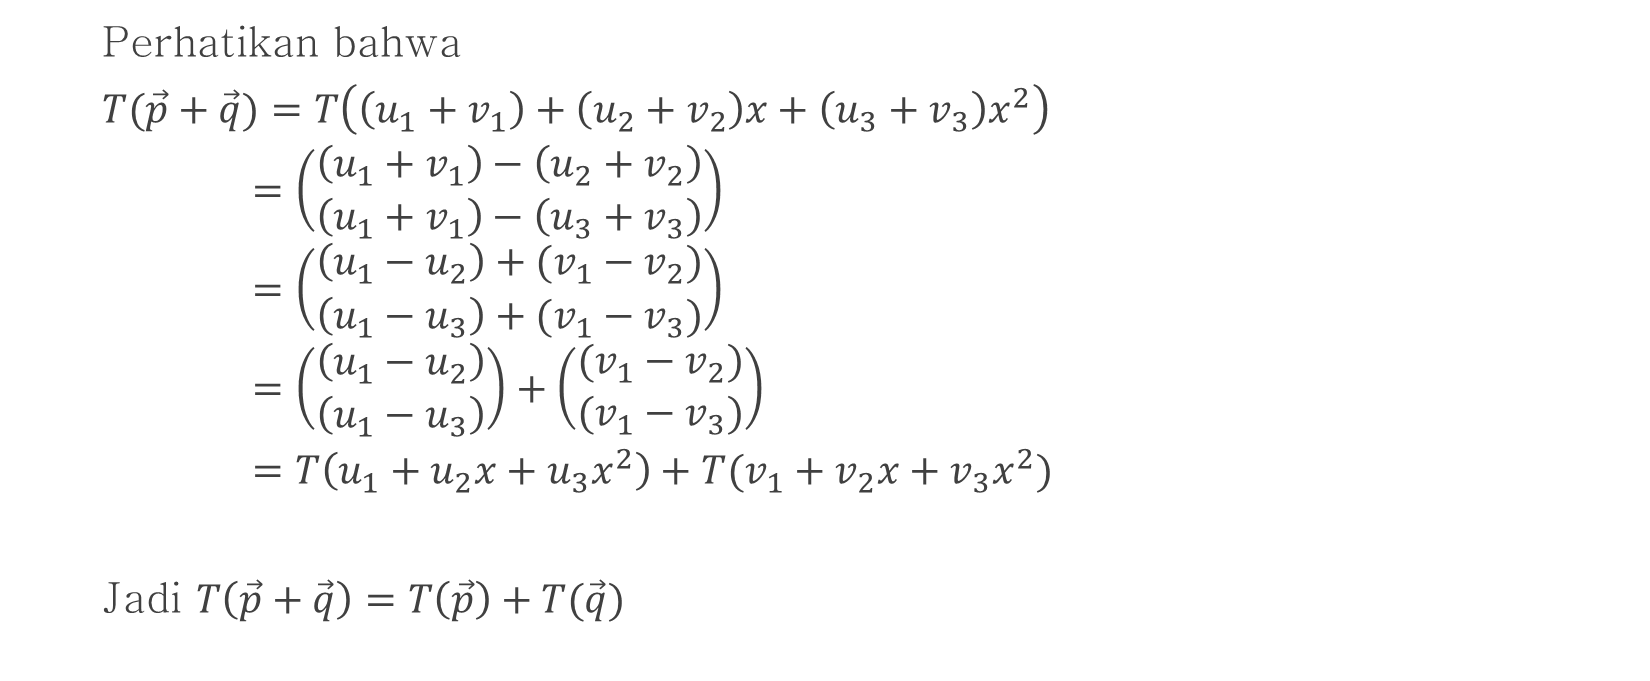 Perhatikan bahwa
T(p⃗ + q⃗) = T((u₁ + v₁) + (u₂ + v₂)x + (u₃ + v₃)x²)
= ((u₁ + v₁) − (u₂ + v₂)
(u₁ + v₁) − (u₃ + v₃))
= ((u₁ − u₂) + (v₁ − v₂)
(u₁ − u₃) + (v₁ − v₃))
= ((u₁ − u₂)
(u₁ − u₃)) + ((v₁ − v₂)
(v₁ − v₃))
= T(u₁ + u₂x + u₃x²) + T(v₁ + v₂x + v₃x²)
Jadi T(p⃗ + q⃗) = T(p⃗) + T(q⃗)